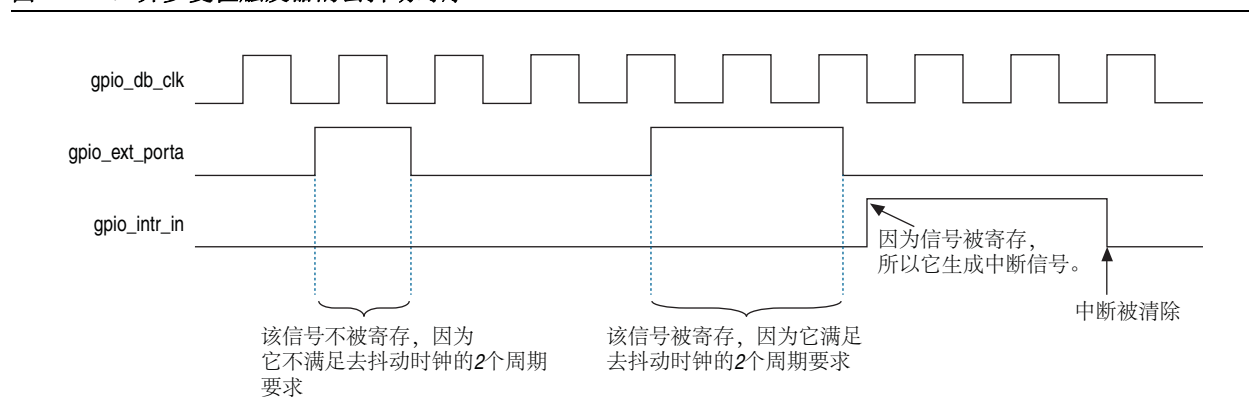 gpio_db_clk
gpio_ext_porta
gpio_intr_in
因为信号被寄存，
所以它生成中断信号。
中断被清除
该信号不被寄存，因为
它不满足去抖动时钟的2个周期
要求
该信号被寄存，因为它满足
去抖动时钟的2个周期要求